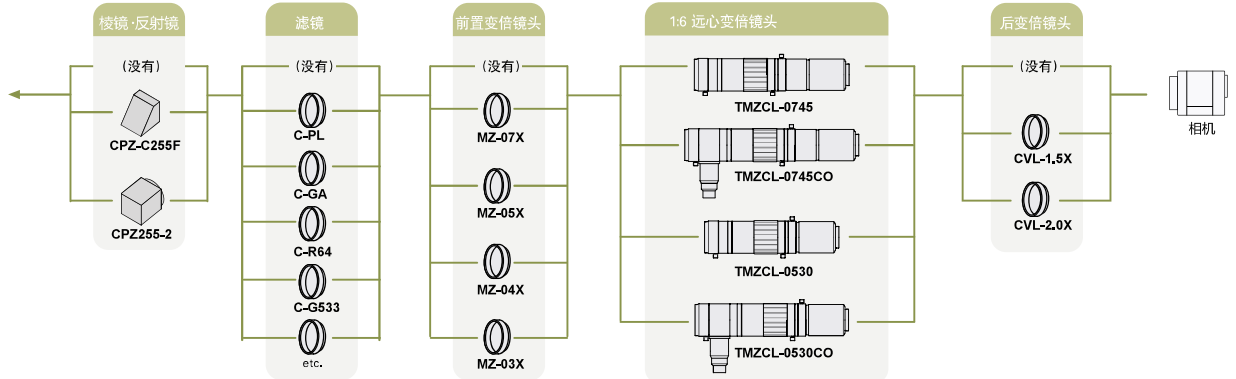 棱镜·反射镜
(没有)
CPZ-C255F
CPZ255-2
滤镜
(没有)
C-PL
C-GA
C-R64
C-G533
etc.
前置变倍镜头
(没有)
MZ-07X
MZ-05X
MZ-04X
MZ-03X
1:6 远心变倍镜头
TMZCL-0745
TMZCL-0745CO
TMZCL-0530
TMZCL-0530CO
后变倍镜头
(没有)
CVL-1.5X
CVL-2.0X
相机